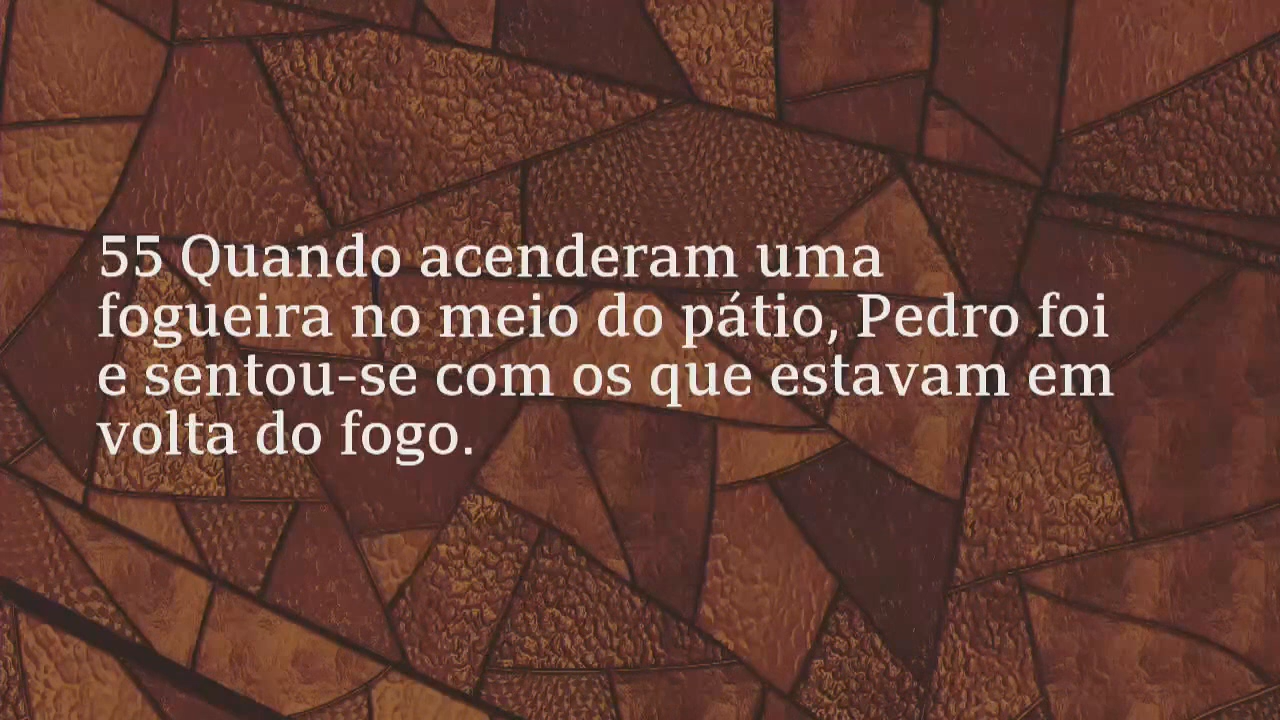 55 Quando acenderam uma
fogueira no meio do pátio, Pedro foi
e sentou-se com os que estavam em
volta do fogo.